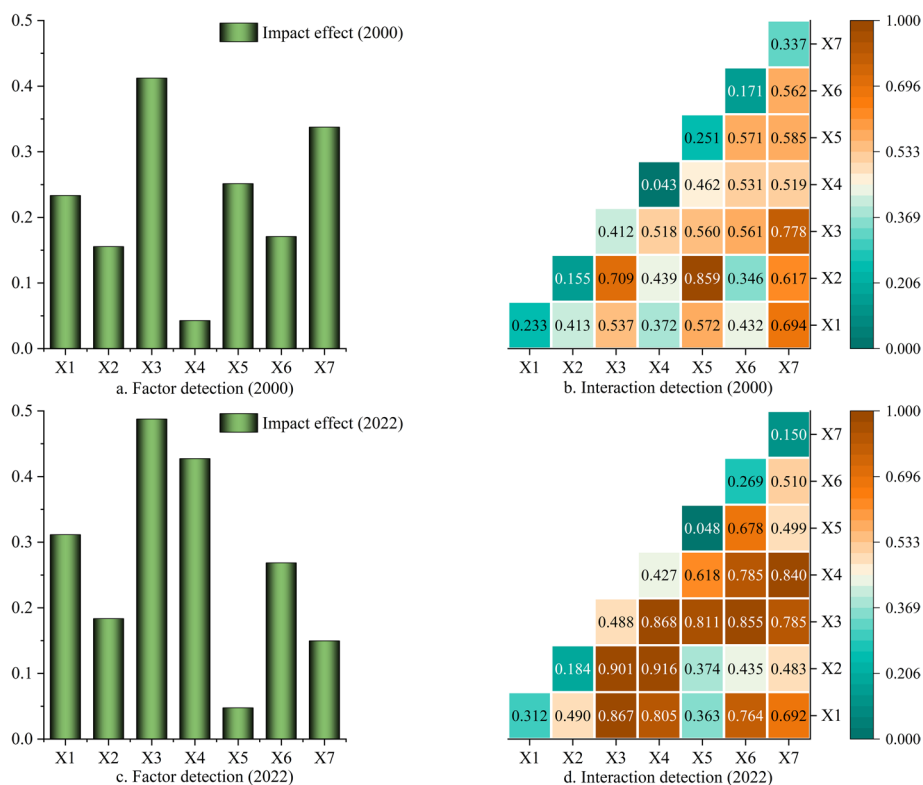 0.5
0.4
0.3
0.2
0.1
0.0
Impact effect (2000)
X1 X2 X3 X4 X5 X6 X7
a. Factor detection (2000)
0.337 X7
0.171 0.562 X6
0.251 0.571 0.585 X5
0.043 0.462 0.531 0.519 X4
0.412 0.518 0.560 0.561 0.778 X3
0.155 0.709 0.439 0.859 0.346 0.617 X2
0.233 0.413 0.537 0.372 0.572 0.432 0.694 X1
X1 X2 X3 X4 X5 X6 X7
b. Interaction detection (2000)
1.000
0.696
0.533
0.369
0.206
0.000
0.5
0.4
0.3
0.2
0.1
0.0
Impact effect (2022)
X1 X2 X3 X4 X5 X6 X7
c. Factor detection (2022)
0.150 X7
0.269 0.510 X6
0.048 0.678 0.499 X5
0.427 0.618 0.785 0.840 X4
0.488 0.868 0.811 0.855 0.785 X3
0.184 0.901 0.916 0.374 0.435 0.483 X2
0.312 0.490 0.867 0.805 0.363 0.764 0.692 X1
X1 X2 X3 X4 X5 X6 X7
d. Interaction detection (2022)
1.000
0.696
0.533
0.369
0.206
0.000